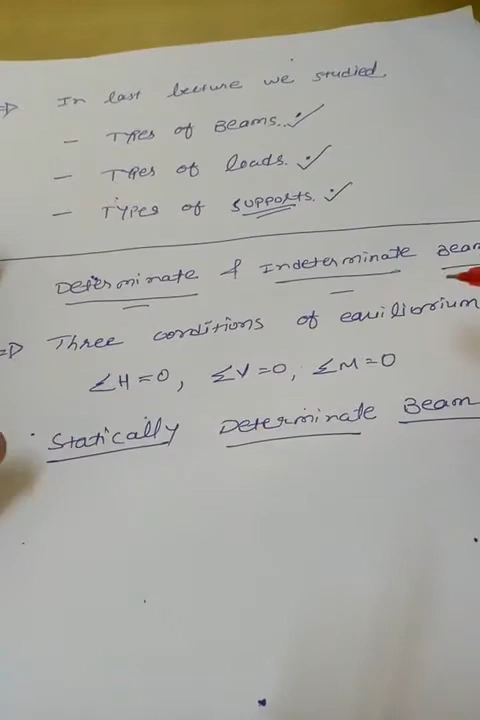 => In last lecture we studied
- Types of Beams. ✓
- Types of loads. ✓
- Types of supports. ✓
Determinate & Indeterminate Beam
=> Three conditions of equilibrium
ΣH=0, ΣV=0, ΣM=0
Statically Determinate Beam